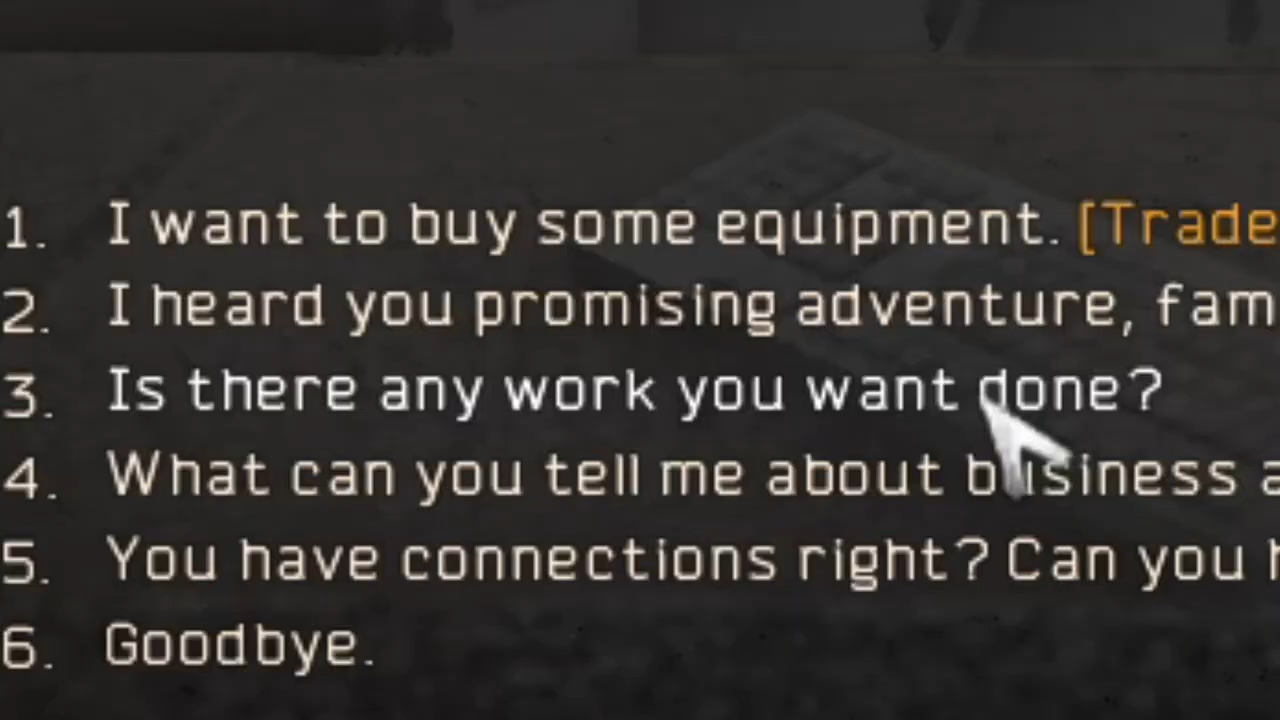 1. I want to buy some equipment. [Trade
2. I heard you promising adventure, fam
3. Is there any work you want done?
4. What can you tell me about business a
5. You have connections right? Can you h
6. Goodbye.